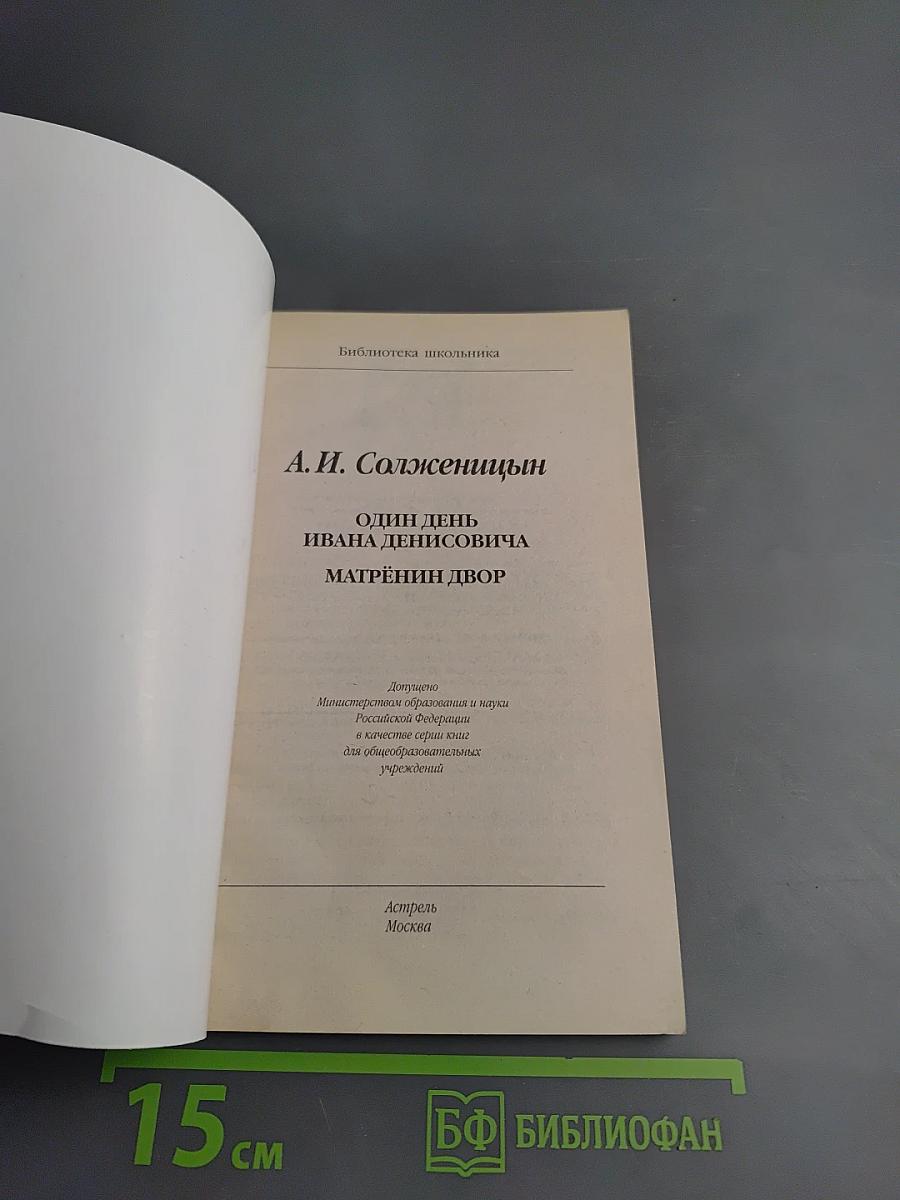 Библиотека школьника
А. И. Солженицын
ОДИН ДЕНЬ
ИВАНА ДЕНИСОВИЧА
МАТРЁНИН ДВОР
Допущено
Министерством образования и науки
Российской Федерации
в качестве серии книг
для общеобразовательных
учреждений
Астрель
Москва
15 см
БФ БИБЛИОФАН